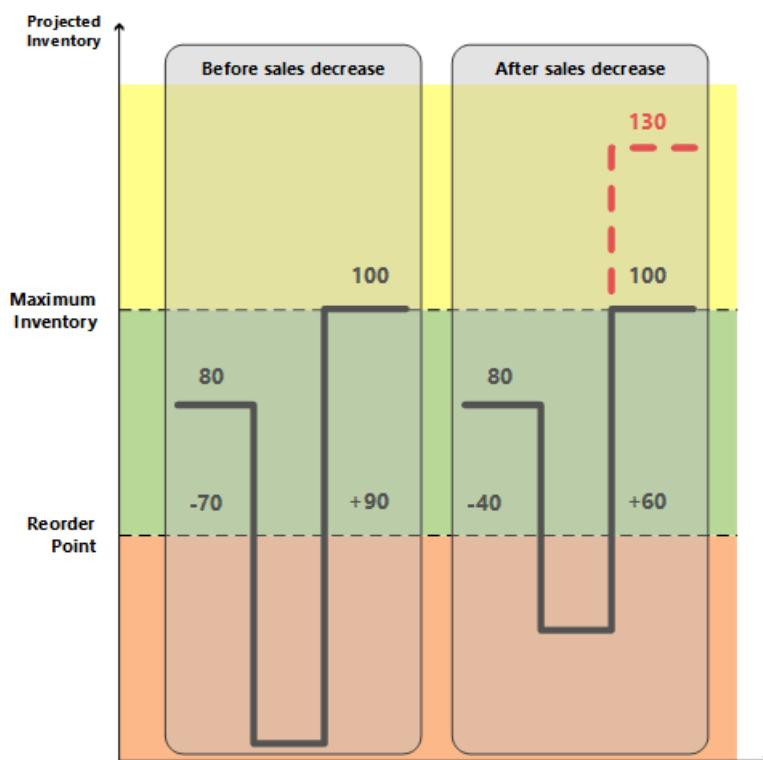 Projected
Inventory
Before sales decrease
After sales decrease
130
100
100
Maximum
Inventory
80
80
-70
+90
-40
+60
Reorder
Point